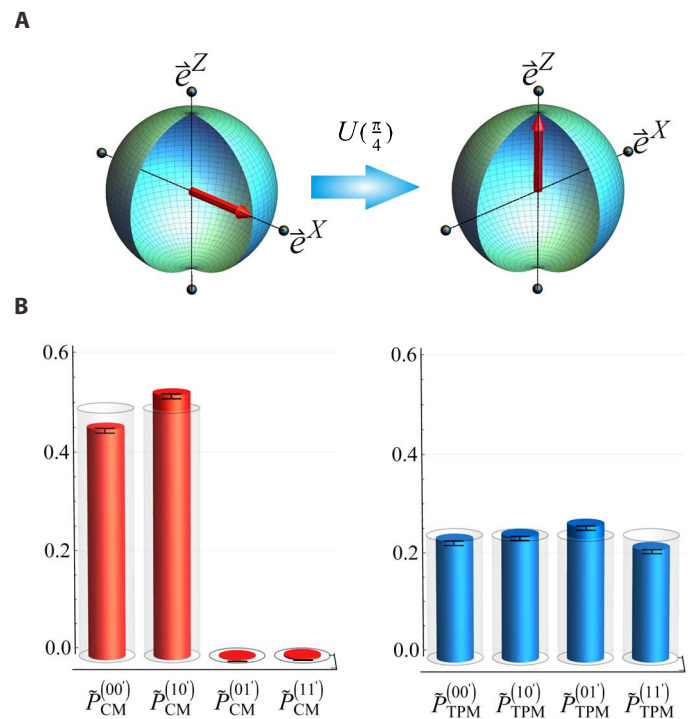 A
e⃗^Z
e⃗^Z
U(π/4)
e⃗^X
e⃗^X
B
0.6
0.4
0.2
0.0
P̃_CM^(00') P̃_CM^(10') P̃_CM^(01') P̃_CM^(11')
0.6
0.4
0.2
0.0
P̃_TPM^(00') P̃_TPM^(10') P̃_TPM^(01') P̃_TPM^(11')